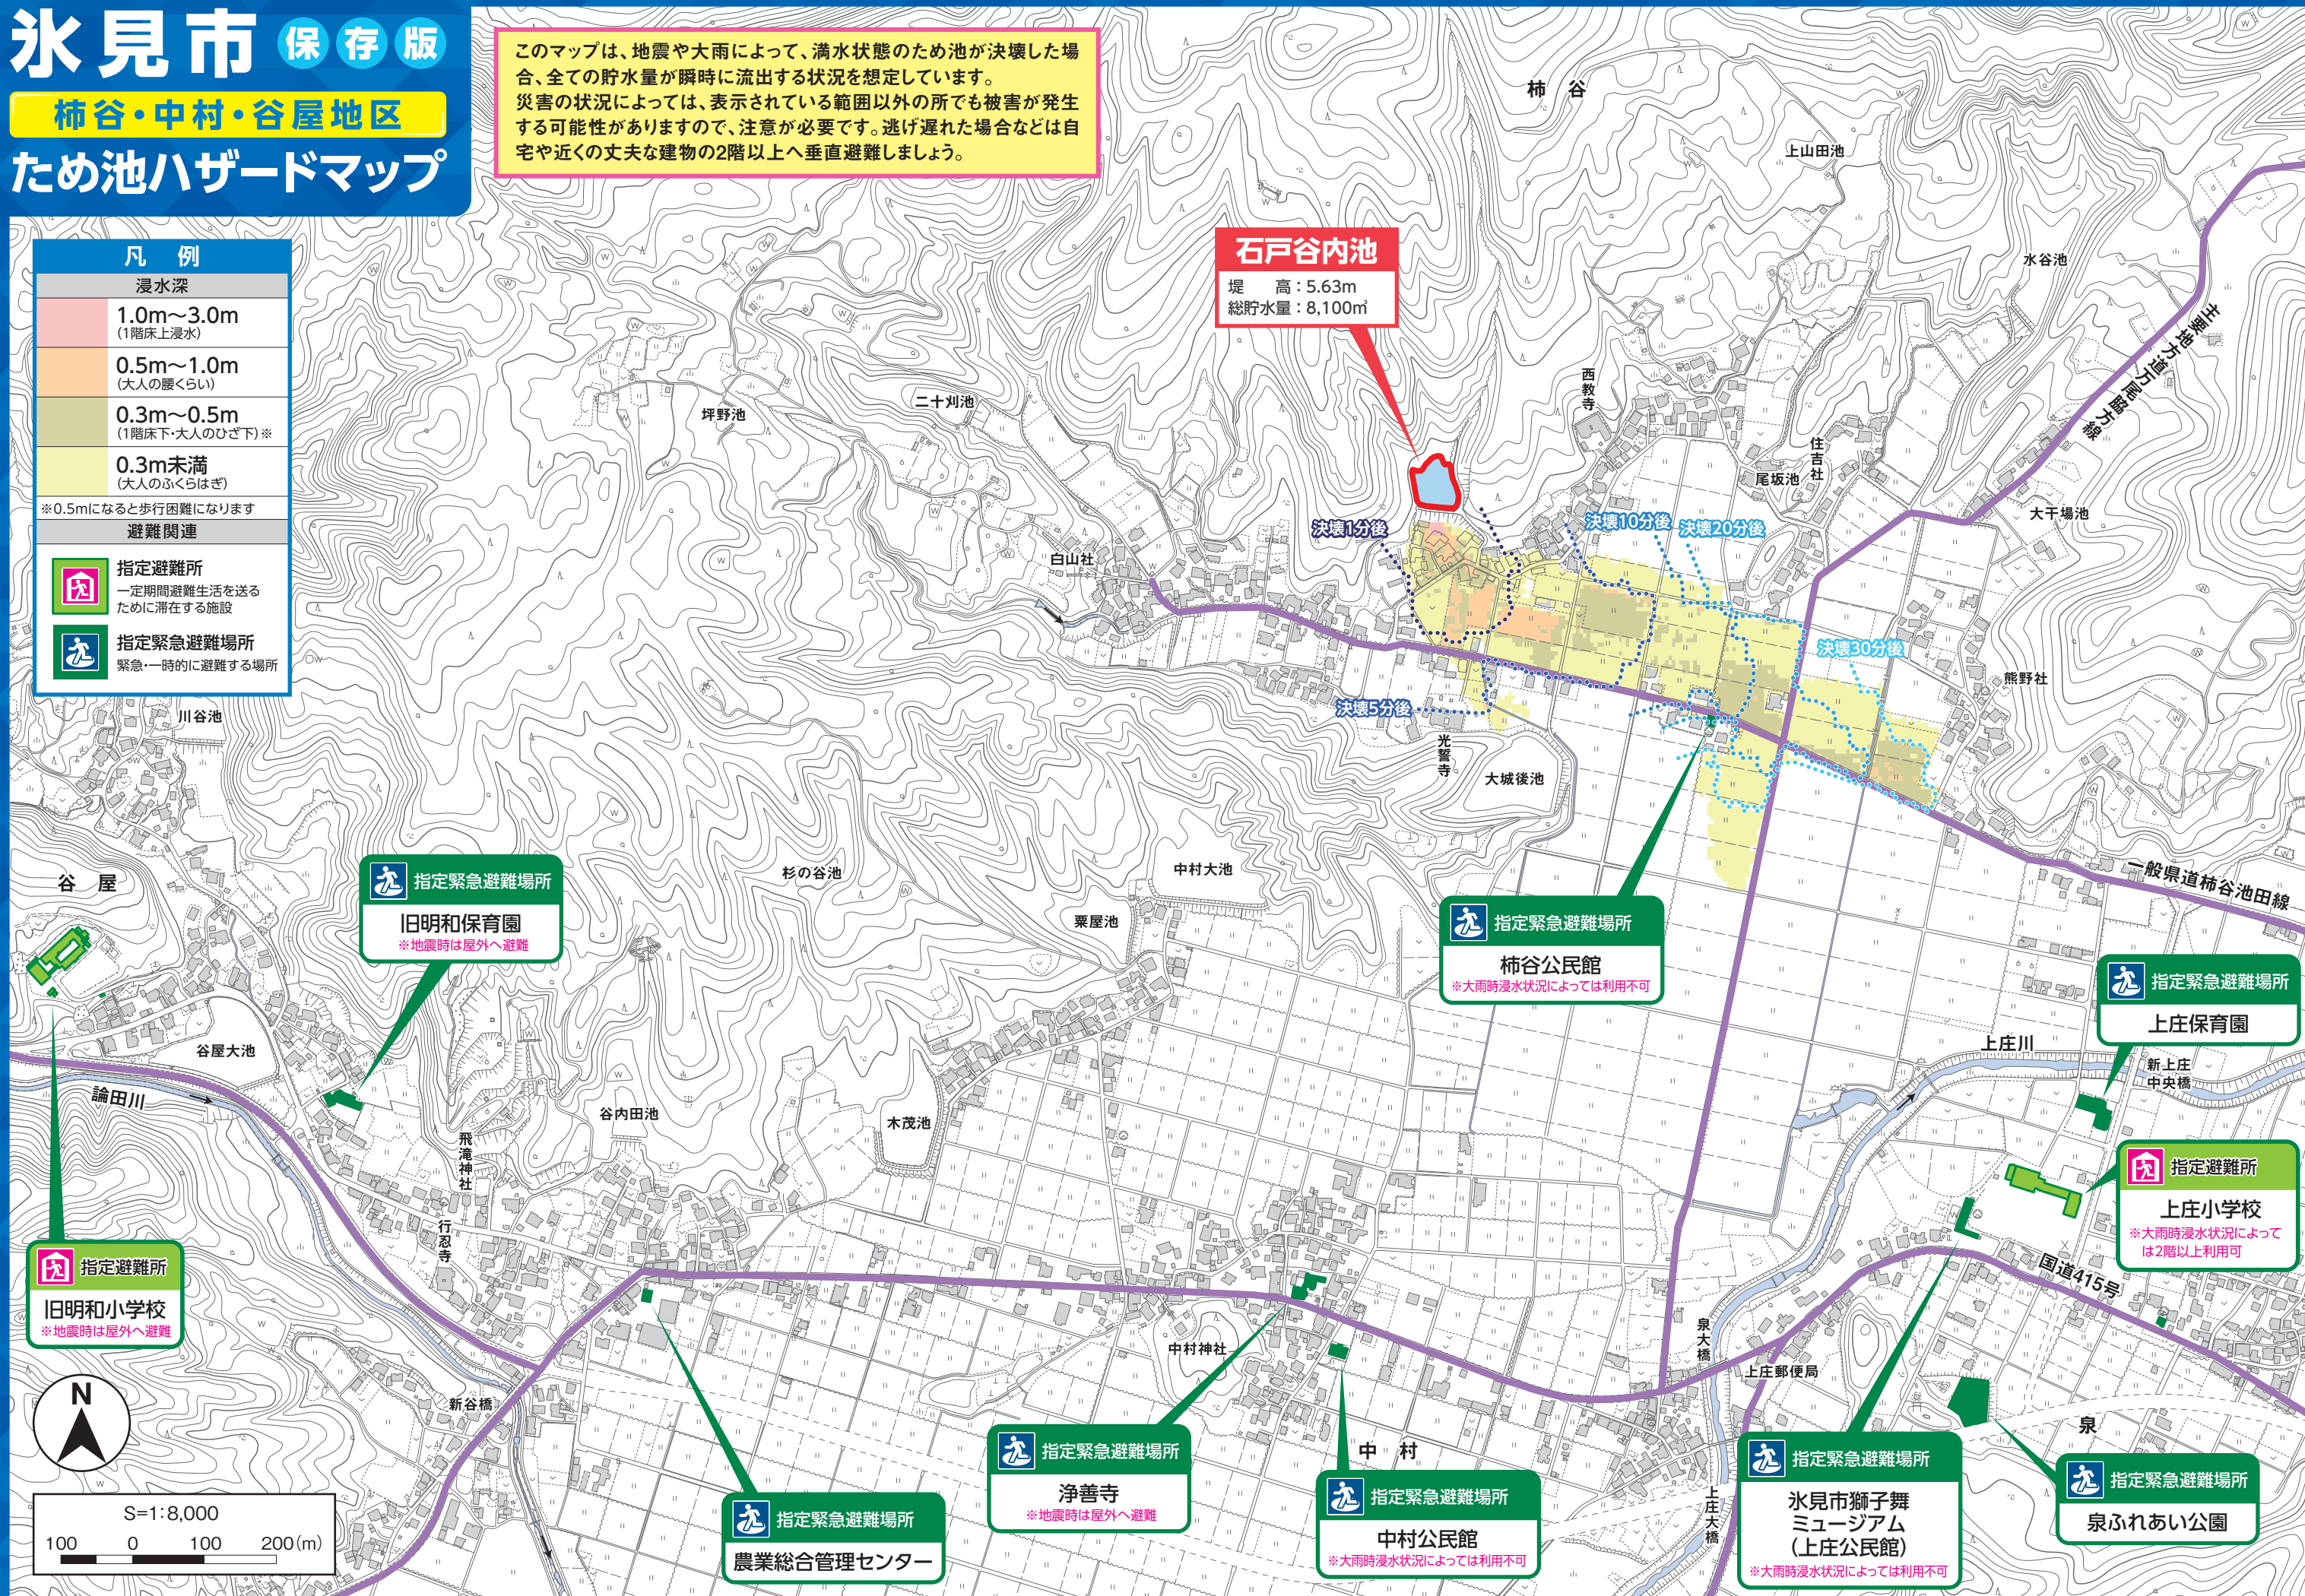 氷見市 保存版
柿谷・中村・谷屋地区
ため池ハザードマップ
このマップは、地震や大雨によって、満水状態のため池が決壊した場
合、全ての貯水量が瞬時に流出する状況を想定しています。
災害の状況によっては、表示されている範囲以外の所でも被害が発生
する可能性がありますので、注意が必要です。逃げ遅れた場合などは自
宅や近くの丈夫な建物の2階以上へ垂直避難しましょう。
凡 例
浸水深
1.0m～3.0m
(1階床上浸水)
0.5m～1.0m
(大人の腰くらい)
0.3m～0.5m
(1階床下・大人のひざ下)※
0.3m未満
(大人のふくらはぎ)
※0.5mになると歩行困難になります
避難関連
指定避難所
一定期間避難生活を送る
ために滞在する施設
指定緊急避難場所
緊急・一時的に避難する場所
柿 谷
上山田池
石戸谷内池
堤 高：5.63m
総貯水量：8,100㎥
水谷池
主要地方道万尾脇方線
西教寺
坪野池
二十刈池
住吉社
尾坂池
大干場池
決壊1分後
決壊10分後
決壊20分後
白山社
決壊30分後
熊野社
決壊5分後
川谷池
光誓寺
大城後池
谷 屋
指定緊急避難場所
旧明和保育園
※地震時は屋外へ避難
杉の谷池
中村大池
粟屋池
一般県道柿谷池田線
指定緊急避難場所
柿谷公民館
※大雨時浸水状況によっては利用不可
指定緊急避難場所
上庄保育園
谷屋大池
上庄川
新上庄
中央橋
論田川
谷内田池
木茂池
飛滝神社
行忍寺
指定避難所
上庄小学校
※大雨時浸水状況によって
は2階以上利用可
指定避難所
旧明和小学校
※地震時は屋外へ避難
国道415号
中村神社
泉大橋
上庄郵便局
新谷橋
N
泉
中 村
上庄大橋
指定緊急避難場所
浄善寺
※地震時は屋外へ避難
指定緊急避難場所
農業総合管理センター
指定緊急避難場所
中村公民館
※大雨時浸水状況によっては利用不可
指定緊急避難場所
氷見市獅子舞
ミュージアム
(上庄公民館)
※大雨時浸水状況によっては利用不可
指定緊急避難場所
泉ふれあい公園
S=1:8,000
100 0 100 200(m)